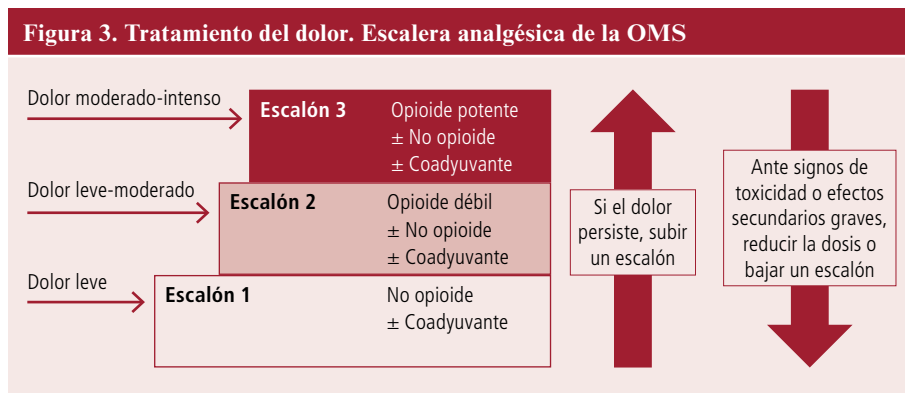 Figura 3. Tratamiento del dolor. Escalera analgésica de la OMS
Dolor moderado-intenso
Escalón 3
Opioide potente
± No opioide
± Coadyuvante
Dolor leve-moderado
Escalón 2
Opioide débil
± No opioide
± Coadyuvante
Dolor leve
Escalón 1
No opioide
± Coadyuvante
Si el dolor
persiste, subir
un escalón
Ante signos de
toxicidad o efectos
secundarios graves,
reducir la dosis o
bajar un escalón